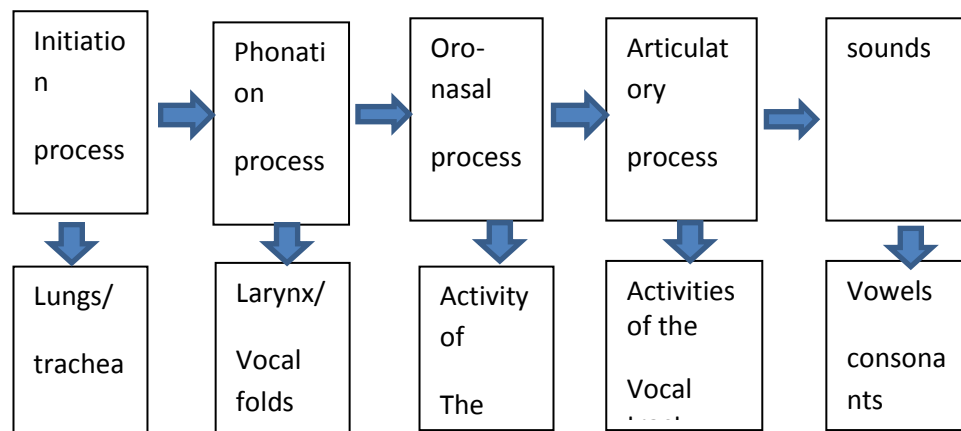 Initiatio
n
process
Phonati
on
process
Oro-
nasal
process
Articulat
ory
process
sounds
Lungs/
trachea
Larynx/
Vocal
folds
Activity
of
The
Activities
of the
Vocal
Vowels
consona
nts